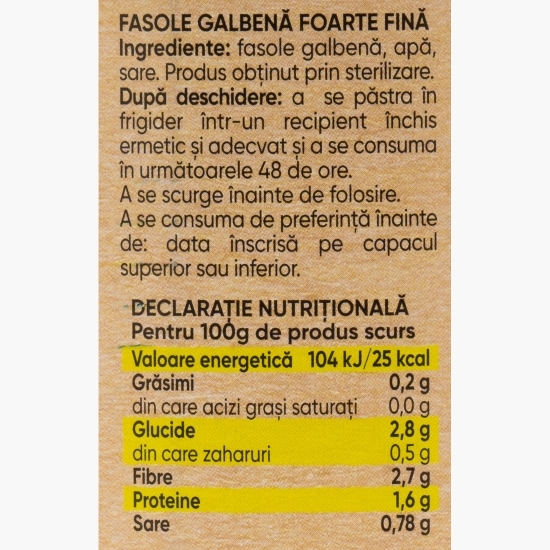 FASOLE GALBENĂ FOARTE FINĂ
Ingrediente: fasole galbenă, apă,
sare. Produs obținut prin sterilizare.
După deschidere: a se păstra în
frigider într-un recipient închis
ermetic și adecvat și a se consuma
în următoarele 48 de ore.
A se scurge înainte de folosire.
A se consuma de preferință înainte
de: data înscrisă pe capacul
superior sau inferior.
DECLARAȚIE NUTRIȚIONALĂ
Pentru 100g de produs scurs
Valoare energetică 104 kJ/25 kcal
Grăsimi 0,2 g
din care acizi grași saturați 0,0 g
Glucide 2,8 g
din care zaharuri 0,5 g
Fibre 2,7 g
Proteine 1,6 g
Sare 0,78 g